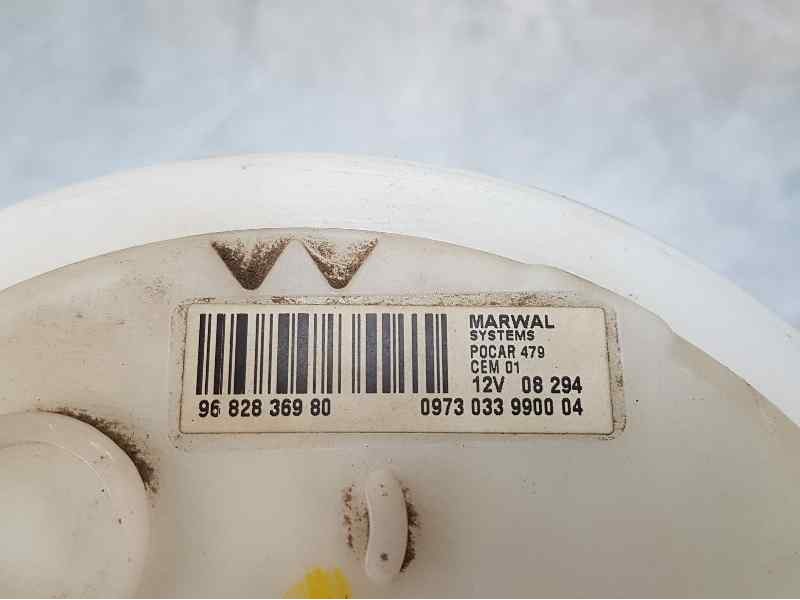 MARWAL
SYSTEMS
POCAR 479
CEM 01
12V 08 294
96 828 369 80 0973 033 9900 04